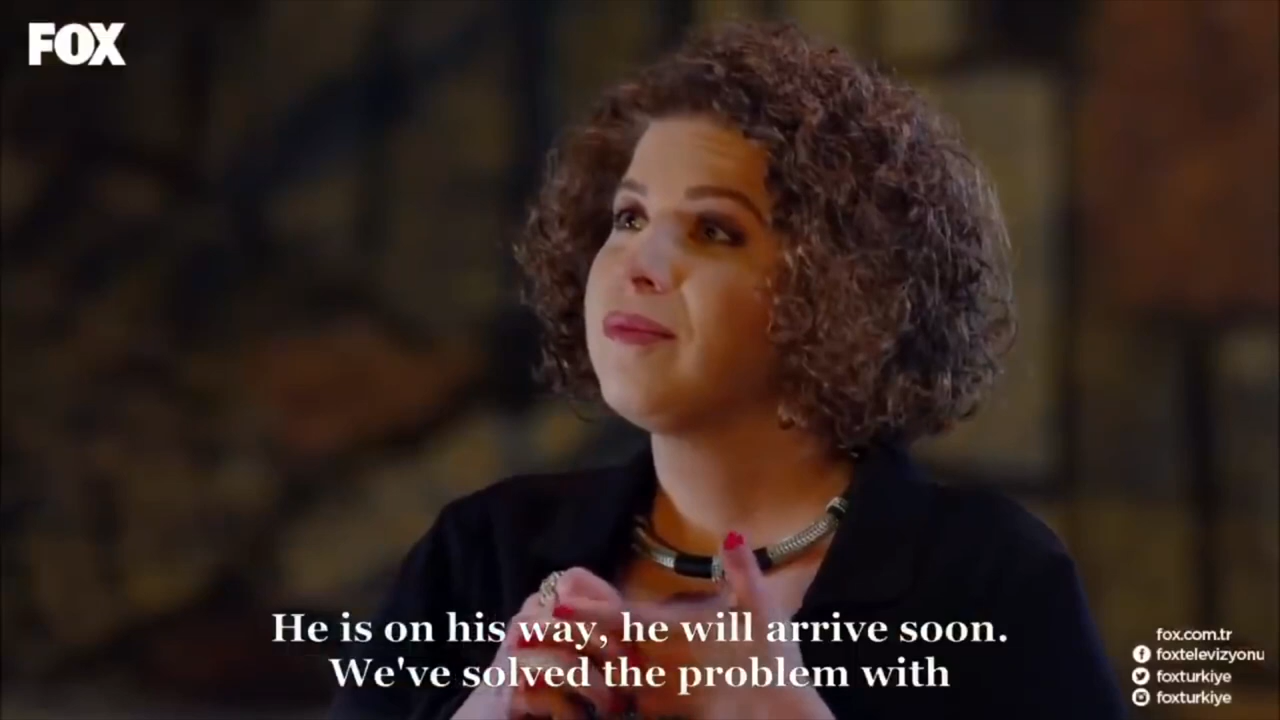 FOX
He is on his way, he will arrive soon.
We've solved the problem with
fox.com.tr
foxtelevizyonu
foxturkiye
foxturkiye